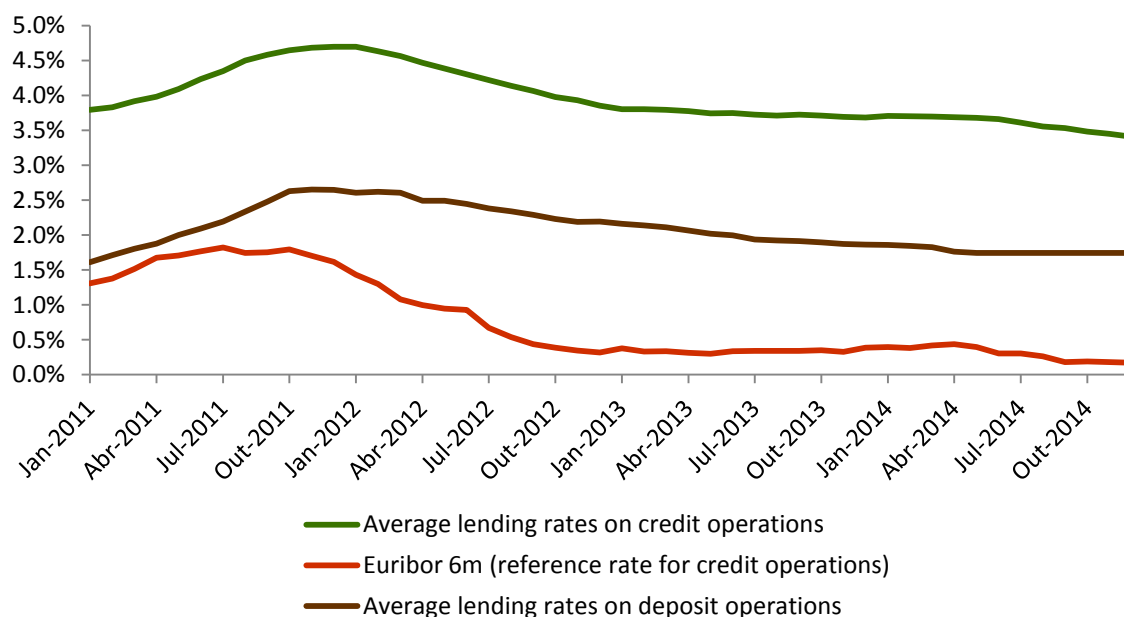 5.0%
4.5%
4.0%
3.5%
3.0%
2.5%
2.0%
1.5%
1.0%
0.5%
0.0%
Jan-2011
Abr-2011
Jul-2011
Out-2011
Jan-2012
Abr-2012
Jul-2012
Out-2012
Jan-2013
Abr-2013
Jul-2013
Out-2013
Jan-2014
Abr-2014
Jul-2014
Out-2014
Average lending rates on credit operations
Euribor 6m (reference rate for credit operations)
Average lending rates on deposit operations